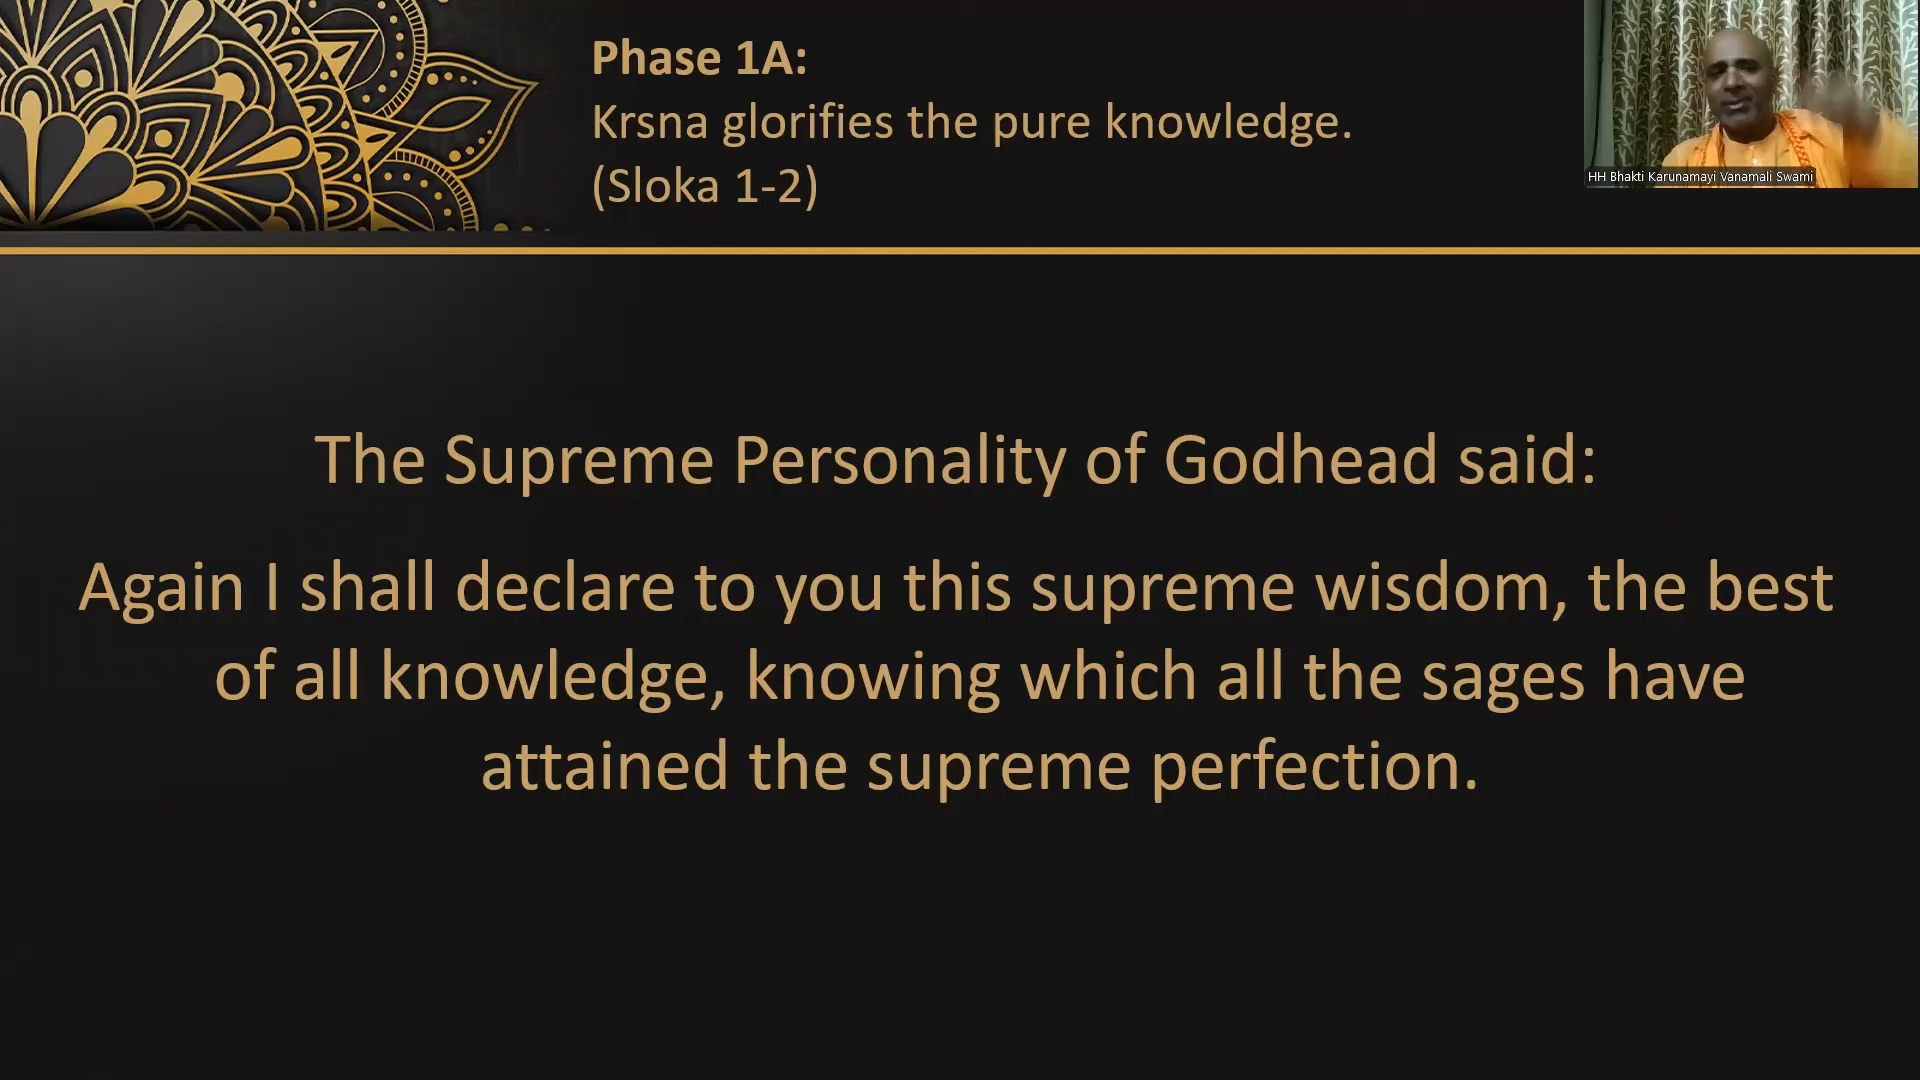 Phase 1A:
Krsna glorifies the pure knowledge.
(Sloka 1-2)
HH Bhakti Karunamayi Vanamali Swami
The Supreme Personality of Godhead said:
Again I shall declare to you this supreme wisdom, the best
of all knowledge, knowing which all the sages have
attained the supreme perfection.